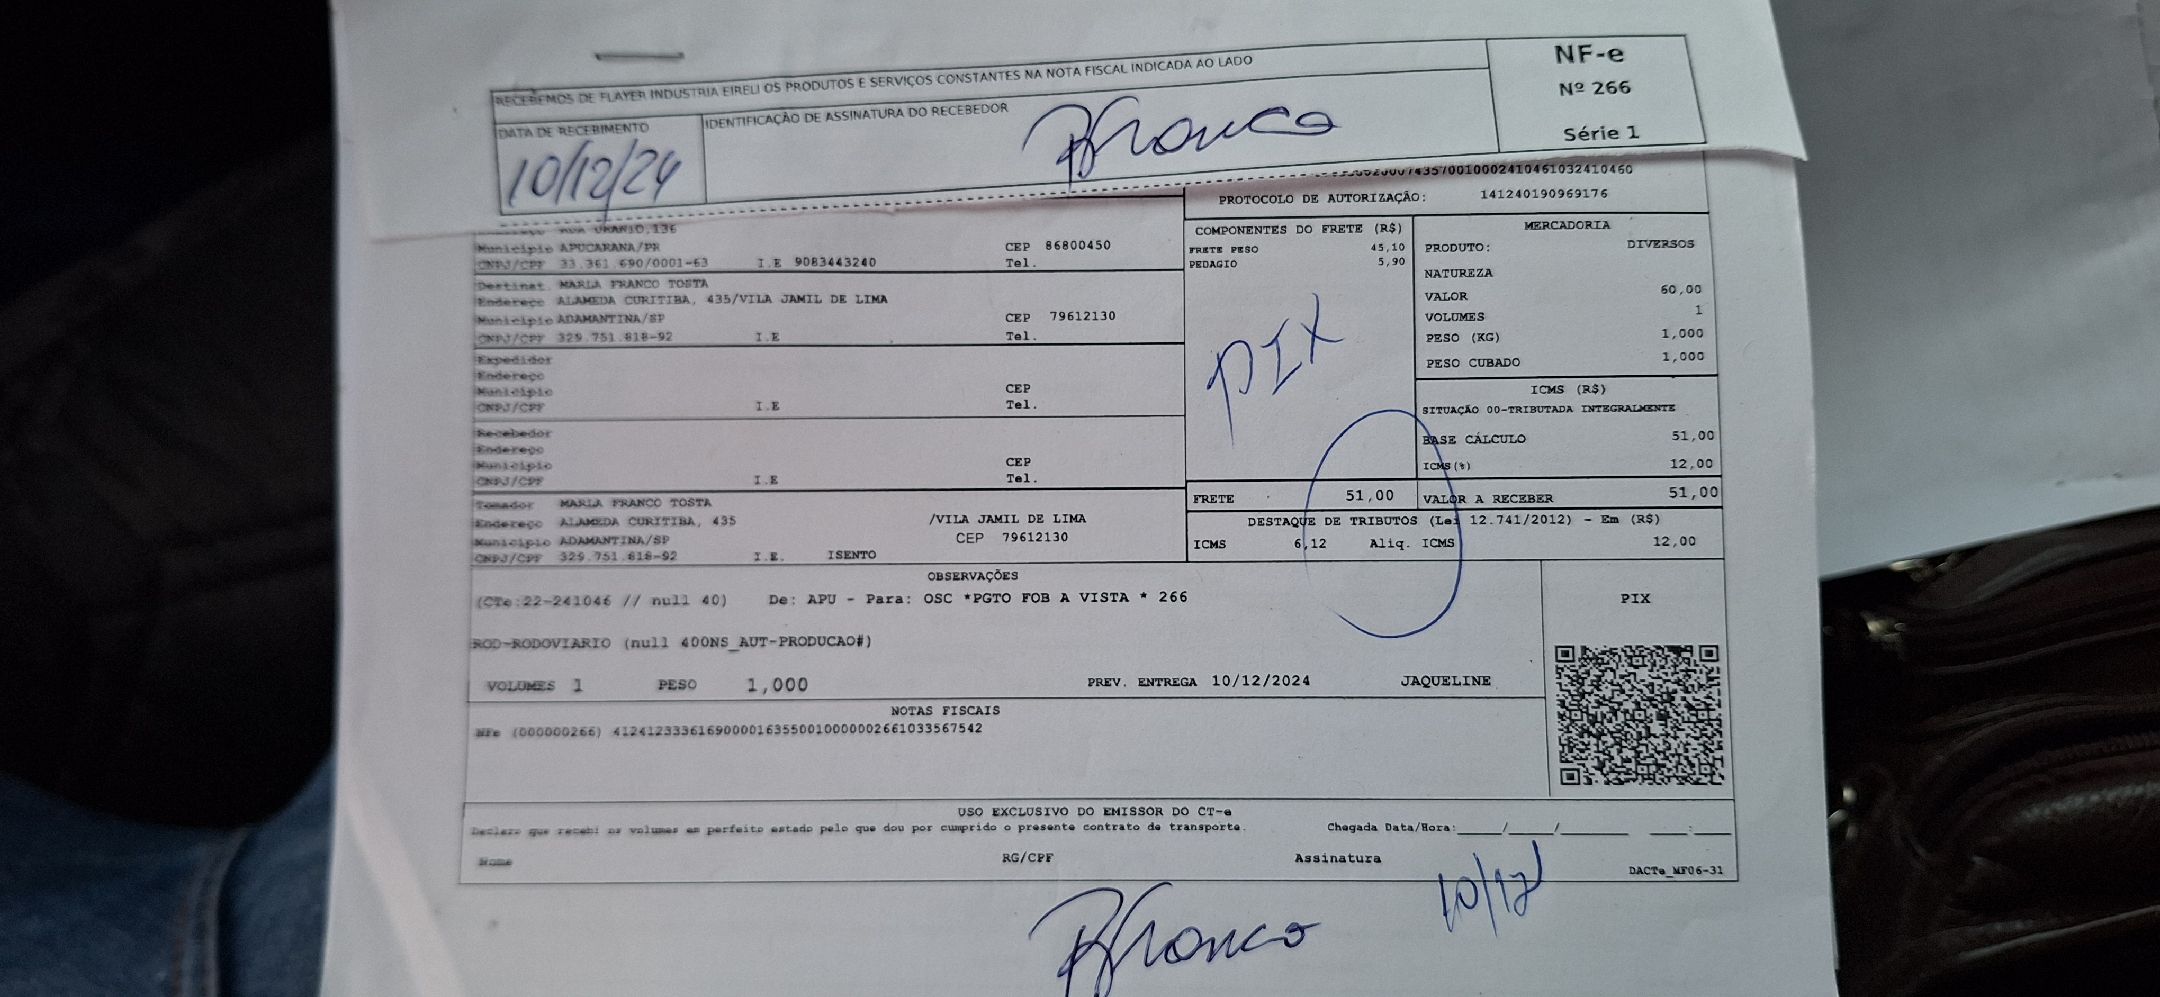 RECEBEMOS DE FLAYER INDUSTRIA EIRELI OS PRODUTOS E SERVIÇOS CONSTANTES NA NOTA FISCAL INDICADA AO LADO
NF-e
Nº 266
Série 1
DATA DE RECEBIMENTO
10/12/24
IDENTIFICAÇÃO DE ASSINATURA DO RECEBEDOR
Franco
PROTOCOLO DE AUTORIZAÇÃO: 141240190969176
RUA URANIO,136
Município APUCARANA/PR CEP 86800450
CNPJ/CPF 33.361.690/0001-63 I.E 9083443240 Tel.
Destinat. MARLA FRANCO TOSTA
Endereço ALAMEDA CURITIBA, 435/VILA JAMIL DE LIMA
Município ADAMANTINA/SP CEP 79612130
CNPJ/CPF 329.751.818-92 I.E Tel.
Expedidor
Endereço
Município CEP
CNPJ/CPF I.E Tel.
Recebedor
Endereço
Município CEP
CNPJ/CPF I.E Tel.
Tomador MARLA FRANCO TOSTA
Endereço ALAMEDA CURITIBA, 435 /VILA JAMIL DE LIMA
Município ADAMANTINA/SP CEP 79612130
CNPJ/CPF 329.751.818-92 I.E. ISENTO
COMPONENTES DO FRETE (R$)
FRETE PESO 45,10
PEDAGIO 5,90
PIX
FRETE 51,00
MERCADORIA
PRODUTO: DIVERSOS
NATUREZA
VALOR 60,00
VOLUMES 1
PESO (KG) 1,000
PESO CUBADO 1,000
ICMS (R$)
SITUAÇÃO 00-TRIBUTADA INTEGRALMENTE
BASE CÁLCULO 51,00
ICMS(%) 12,00
VALOR A RECEBER 51,00
DESTAQUE DE TRIBUTOS (Lei 12.741/2012) - Em (R$)
ICMS 6,12 Aliq. ICMS 12,00
OBSERVAÇÕES
(CTe:22-241046 // null 40) De: APU - Para: OSC *PGTO FOB A VISTA * 266
ROD-RODOVIARIO (null 400NS_AUT-PRODUCAO#)
VOLUMES 1 PESO 1,000 PREV. ENTREGA 10/12/2024 JAQUELINE
PIX
NOTAS FISCAIS
NFe (000000266) 41241233361690000163550010000002661033567542
USO EXCLUSIVO DO EMISSOR DO CT-e
Declaro que recebi os volumes em perfeito estado pelo que dou por cumprido o presente contrato de transporte. Chegada Data/Hora:_____/_____/_______ ____:____
Nome RG/CPF Assinatura
DACTe_MF06-31
10/12
Franco